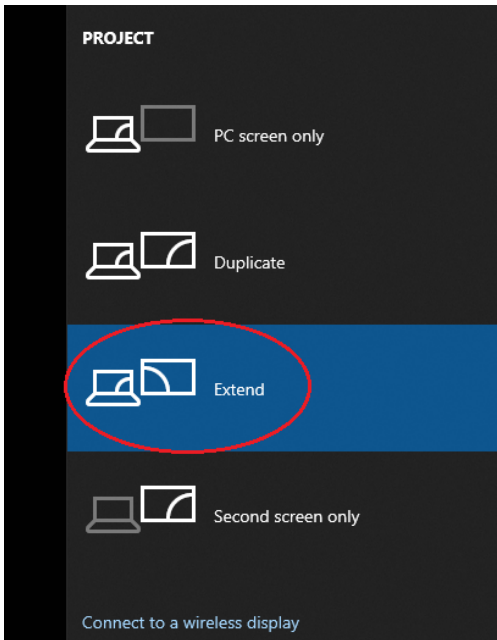 PROJECT
PC screen only
Duplicate
Extend
Second screen only
Connect to a wireless display